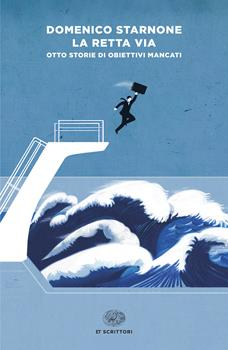 DOMENICO STARNONE
LA RETTA VIA
OTTO STORIE DI OBIETTIVI MANCATI
ET SCRITTORI